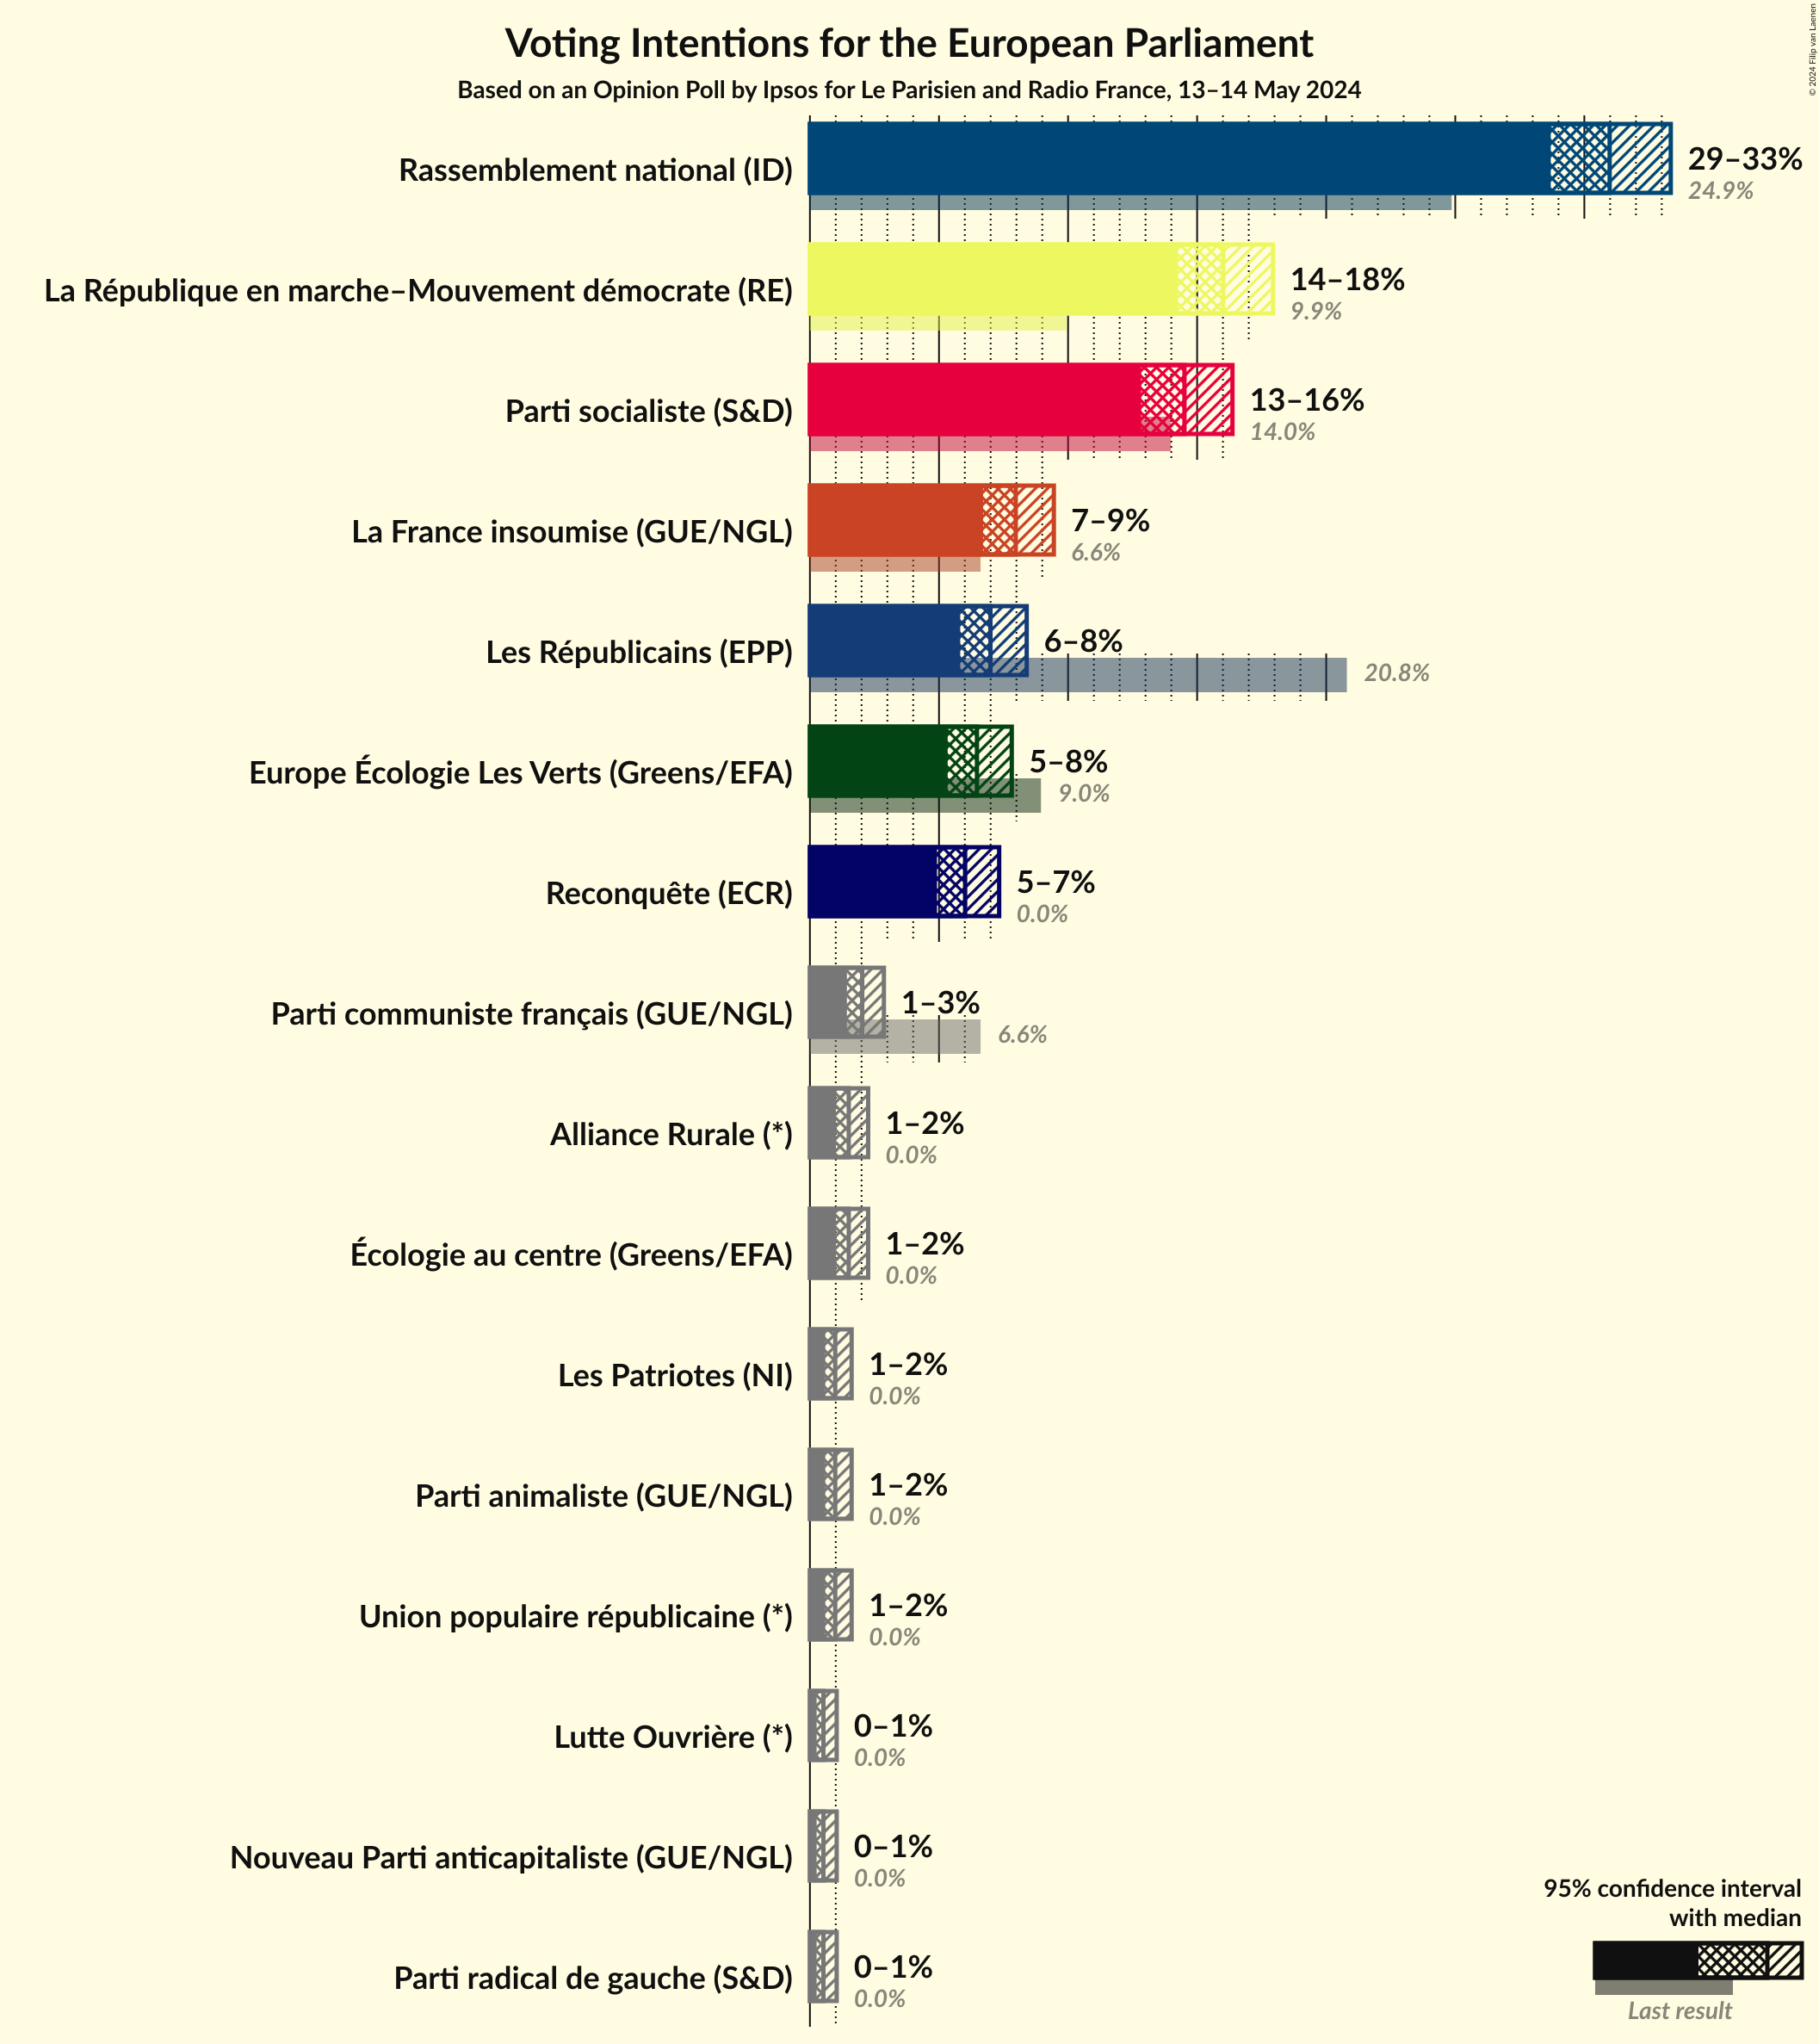 Voting Intentions for the European Parliament
Based on an Opinion Poll by Ipsos for Le Parisien and Radio France, 13–14 May 2024
© 2024 Filip van Laenen
Rassemblement national (ID)
29–33%
24.9%
La République en marche–Mouvement démocrate (RE)
14–18%
9.9%
Parti socialiste (S&D)
13–16%
14.0%
La France insoumise (GUE/NGL)
7–9%
6.6%
Les Républicains (EPP)
6–8%
20.8%
Europe Écologie Les Verts (Greens/EFA)
5–8%
9.0%
Reconquête (ECR)
5–7%
0.0%
Parti communiste français (GUE/NGL)
1–3%
6.6%
Alliance Rurale (*)
1–2%
0.0%
Écologie au centre (Greens/EFA)
1–2%
0.0%
Les Patriotes (NI)
1–2%
0.0%
Parti animaliste (GUE/NGL)
1–2%
0.0%
Union populaire républicaine (*)
1–2%
0.0%
Lutte Ouvrière (*)
0–1%
0.0%
Nouveau Parti anticapitaliste (GUE/NGL)
0–1%
0.0%
Parti radical de gauche (S&D)
0–1%
0.0%
95% confidence interval
with median
Last result